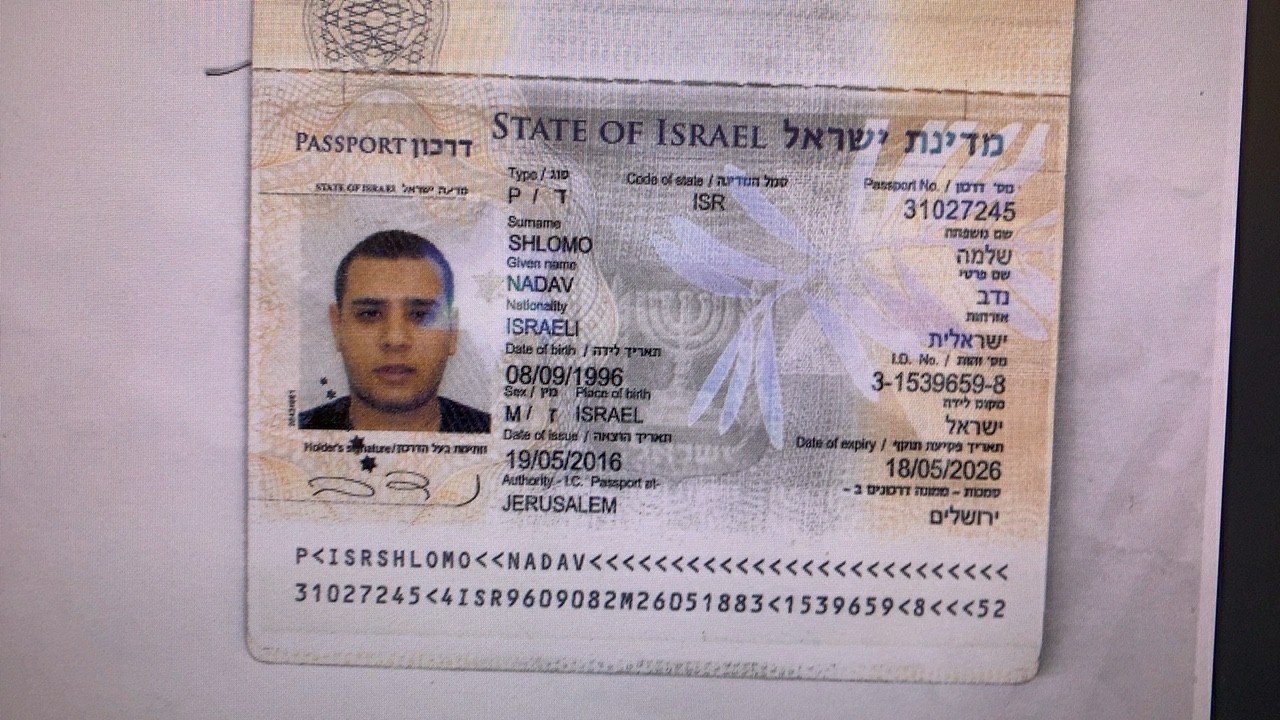 PASSPORT דרכון
STATE OF ISRAEL מדינת ישראל
STATE OF ISRAEL מדינת ישראל
Type / סוג
P / ד
Code of state / סמל המדינה
ISR
Passport No. / מס' דרכון
31027245
Surname
שם משפחה
SHLOMO
שלמה
Given name
שם פרטי
NADAV
נדב
Nationality
אזרחות
ISRAELI
ישראלית
Date of birth / תאריך לידה
I.D. No. / מס' זהות
08/09/1996
3-1539659-8
Sex / מין Place of birth
מקום לידה
M / ז ISRAEL
ישראל
Date of issue / תאריך הוצאה
Date of expiry / תאריך פקיעת תוקף
19/05/2016
18/05/2026
Authority - I.C. Passport at-
סמכות - ממונה דרכונים ב -
JERUSALEM
ירושלים
Holder's signature/חתימת בעל הדרכון
P<ISRSHLOMO<<NADAV<<<<<<<<<<<<<<<<<<<<<<<<<<
31027245<4ISR9609082M26051883<1539659<8<<<52